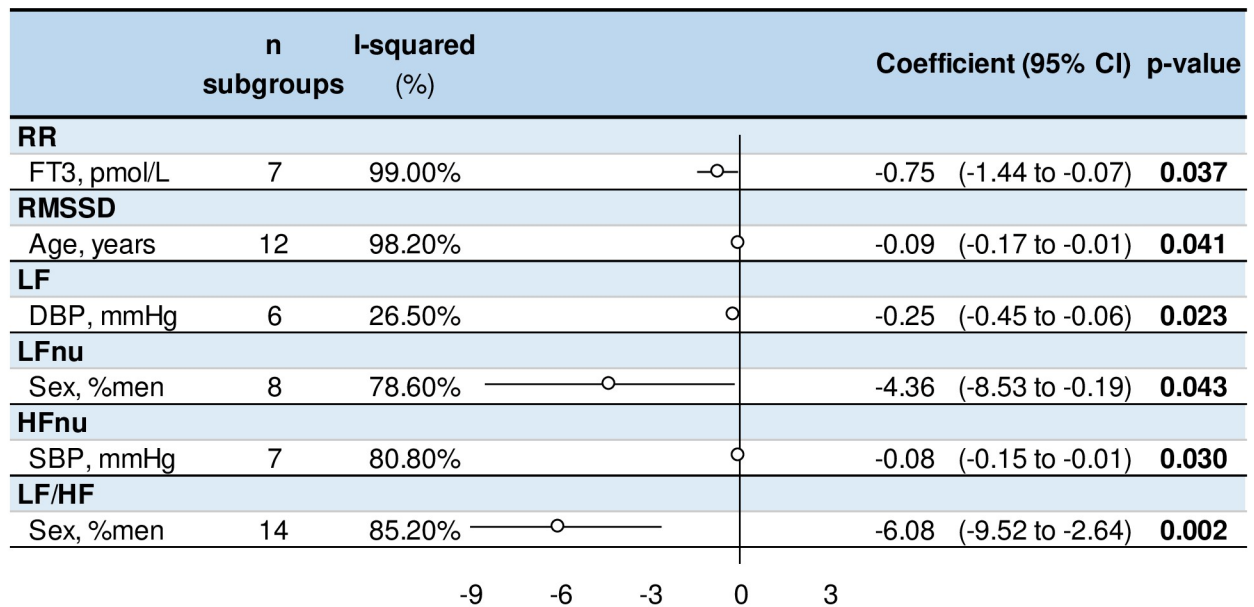 n subgroups I-squared (%) Coefficient (95% CI) p-value
RR
FT3, pmol/L 7 99.00% -0.75 (-1.44 to -0.07) 0.037
RMSSD
Age, years 12 98.20% -0.09 (-0.17 to -0.01) 0.041
LF
DBP, mmHg 6 26.50% -0.25 (-0.45 to -0.06) 0.023
LFnu
Sex, %men 8 78.60% -4.36 (-8.53 to -0.19) 0.043
HFnu
SBP, mmHg 7 80.80% -0.08 (-0.15 to -0.01) 0.030
LF/HF
Sex, %men 14 85.20% -6.08 (-9.52 to -2.64) 0.002
-9 -6 -3 0 3